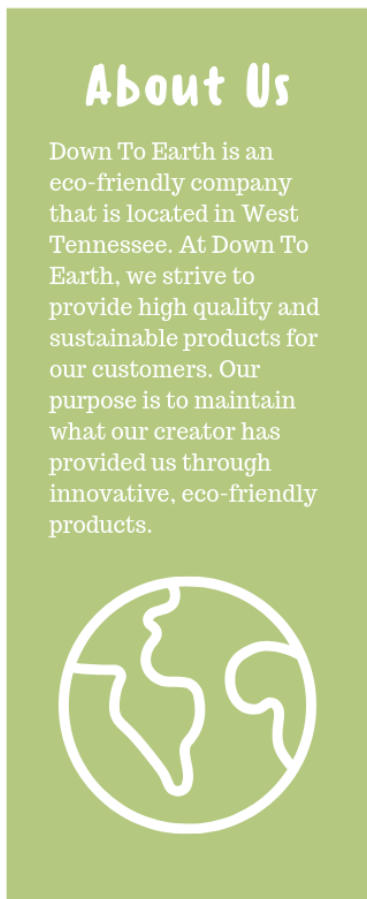 About Us
Down To Earth is an
eco-friendly company
that is located in West
Tennessee. At Down To
Earth, we strive to
provide high quality and
sustainable products for
our customers. Our
purpose is to maintain
what our creator has
provided us through
innovative, eco-friendly
products.